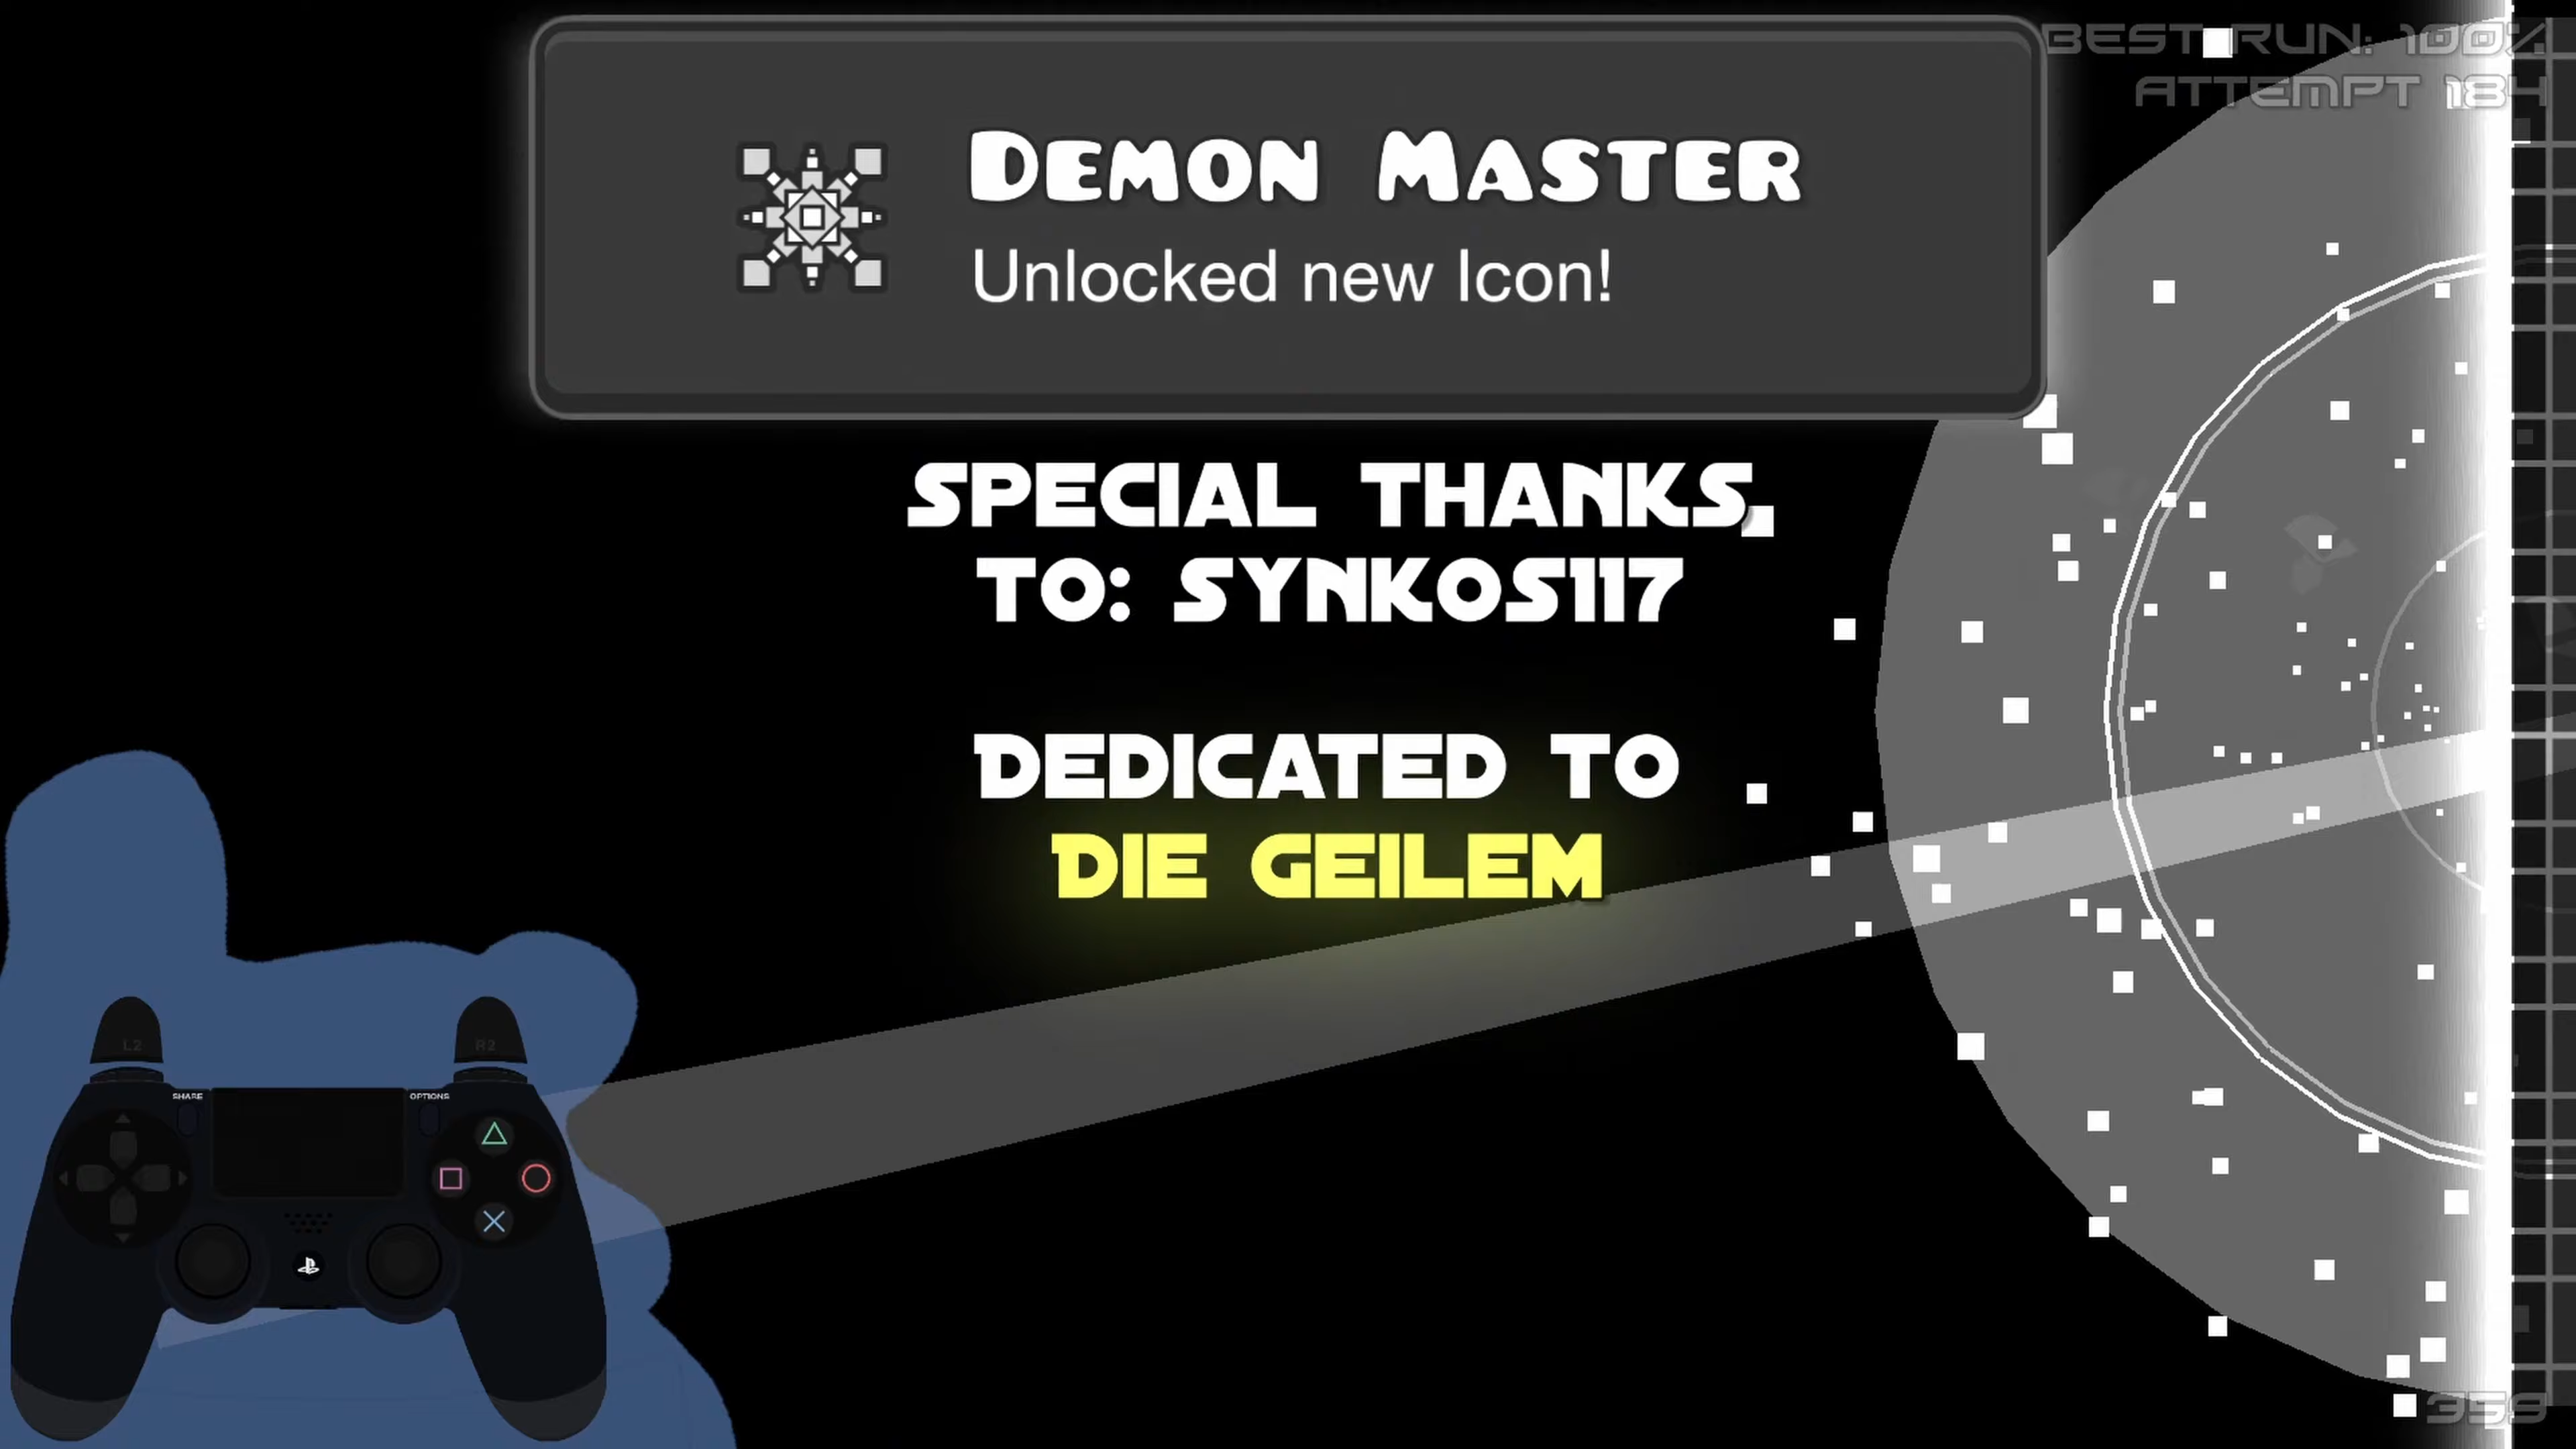 BEST RUN: 100%
ATTEMPT 184
Demon Master
Unlocked new Icon!
SPECIAL THANKS
TO: SYNKOS117
DEDICATED TO
DIE GEILEM
L2
R2
SHARE
OPTIONS
359